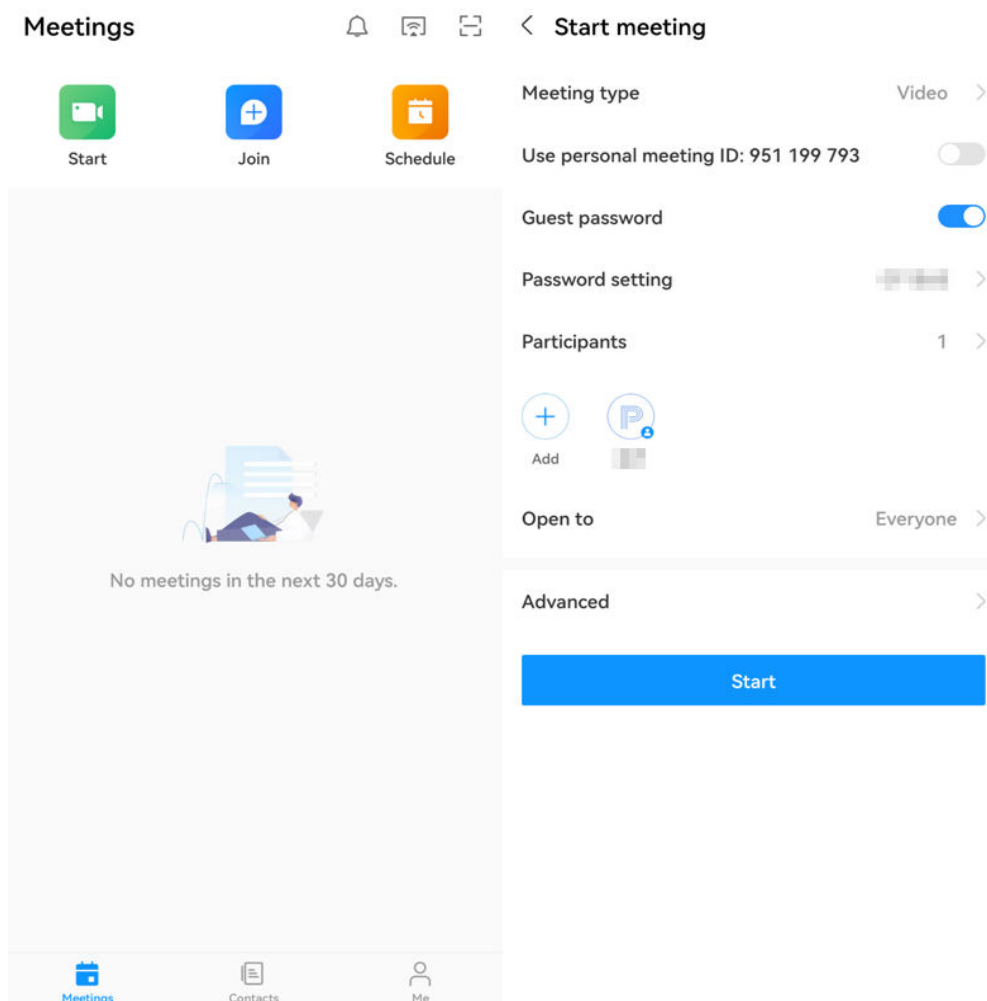 Meetings
Start
Join
Schedule
No meetings in the next 30 days.
Meetings
Contacts
Me
Start meeting
Meeting type Video
Use personal meeting ID: 951 199 793
Guest password
Password setting
Participants 1
P
Add
Open to Everyone
Advanced
Start